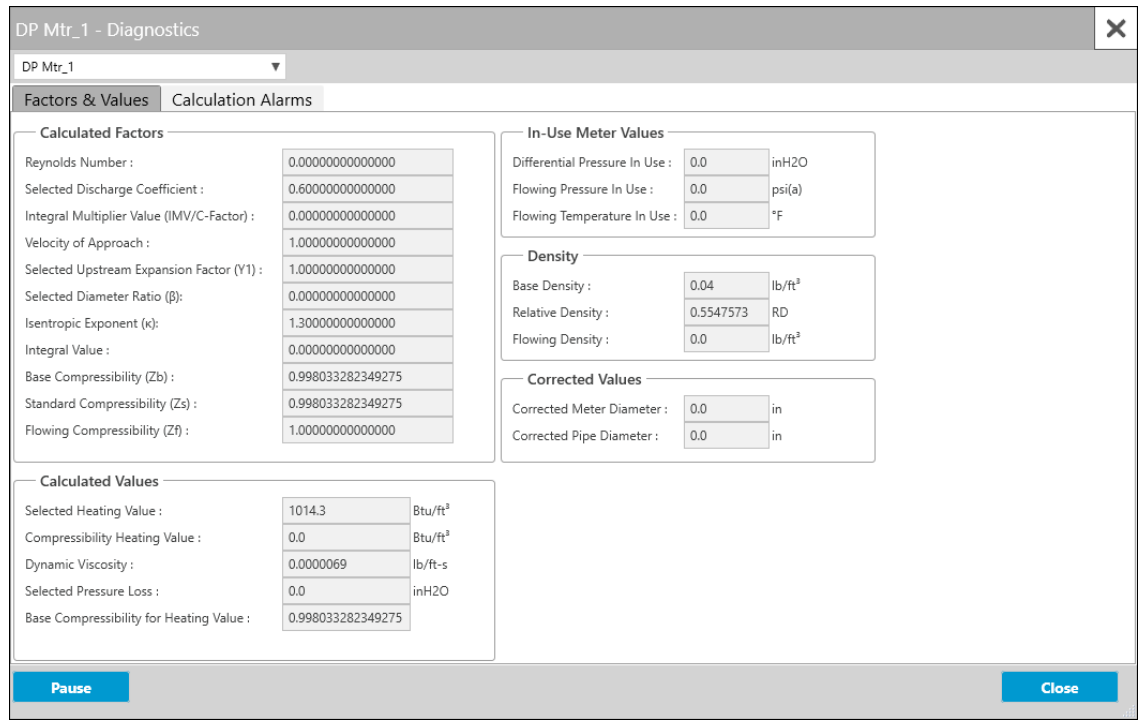 DP Mtr_1 - Diagnostics
DP Mtr_1
Factors & Values Calculation Alarms
Calculated Factors
Reynolds Number : 0.00000000000000
Selected Discharge Coefficient : 0.60000000000000
Integral Multiplier Value (IMV/C-Factor) : 0.00000000000000
Velocity of Approach : 1.00000000000000
Selected Upstream Expansion Factor (Y1) : 1.00000000000000
Selected Diameter Ratio (β): 0.00000000000000
Isentropic Exponent (κ): 1.30000000000000
Integral Value : 0.00000000000000
Base Compressibility (Zb) : 0.998033282349275
Standard Compressibility (Zs) : 0.998033282349275
Flowing Compressibility (Zf) : 1.00000000000000
Calculated Values
Selected Heating Value : 1014.3 Btu/ft³
Compressibility Heating Value : 0.0 Btu/ft³
Dynamic Viscosity : 0.0000069 lb/ft-s
Selected Pressure Loss : 0.0 inH2O
Base Compressibility for Heating Value : 0.998033282349275
In-Use Meter Values
Differential Pressure In Use : 0.0 inH2O
Flowing Pressure In Use : 0.0 psi(a)
Flowing Temperature In Use : 0.0 °F
Density
Base Density : 0.04 lb/ft³
Relative Density : 0.5547573 RD
Flowing Density : 0.0 lb/ft³
Corrected Values
Corrected Meter Diameter : 0.0 in
Corrected Pipe Diameter : 0.0 in
Pause Close